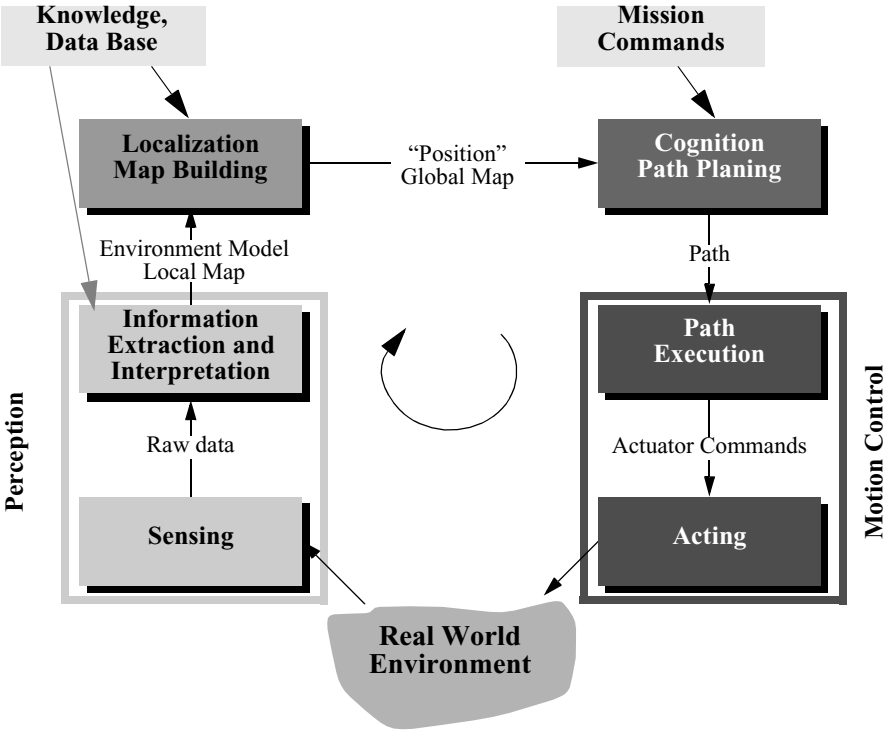 Knowledge,
Data Base
Mission
Commands
Localization
Map Building
“Position”
Global Map
Cognition
Path Planing
Environment Model
Local Map
Path
Information
Extraction and
Interpretation
Path
Execution
Perception
Raw data
Actuator Commands
Motion Control
Sensing
Acting
Real World
Environment